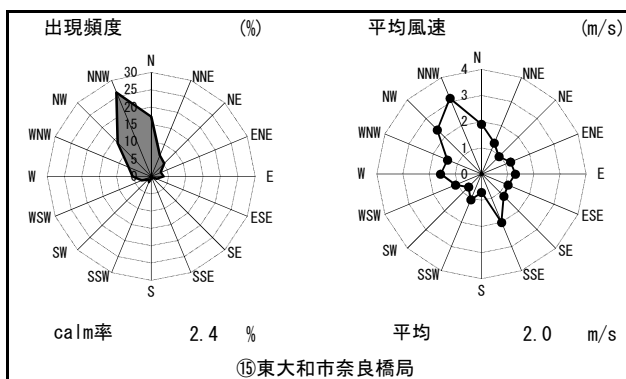 出現頻度 (%)
N
NNE
NE
ENE
E
ESE
SE
SSE
S
SSW
SW
WSW
W
WNW
NW
NNW
30
25
20
15
10
5
0
calm率 2.4 %
平均風速 (m/s)
N
NNE
NE
ENE
E
ESE
SE
SSE
S
SSW
SW
WSW
W
WNW
NW
NNW
4
3
2
1
0
平均 2.0 m/s
⑮東大和市奈良橋局